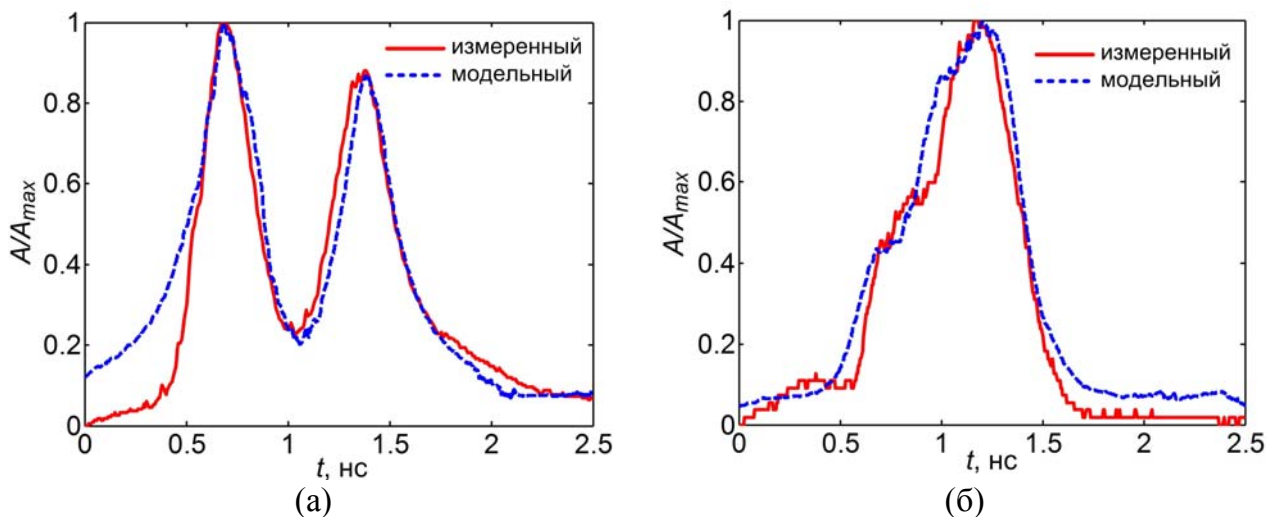 1
0.8
0.6
0.4
0.2
0
A/Amax
измеренный
модельный
0 0.5 1 1.5 2 2.5
t, нс
(а)
1
0.8
0.6
0.4
0.2
0
A/Amax
измеренный
модельный
0 0.5 1 1.5 2 2.5
t, нс
(б)